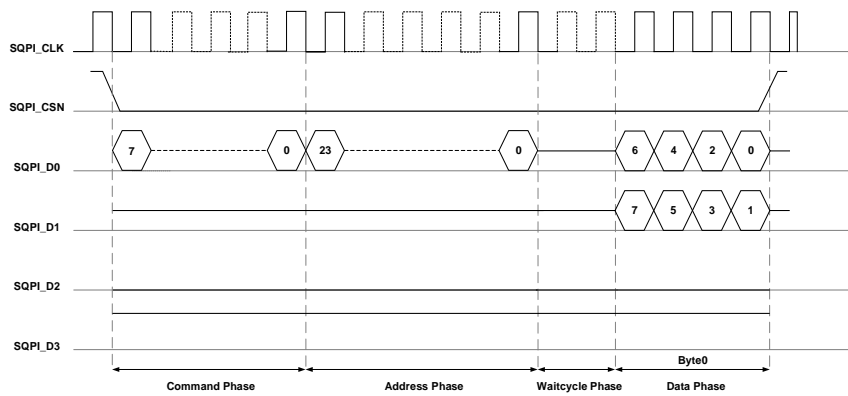 SQPI_CLK
SQPI_CSN
7 0 23 0 6 4 2 0
SQPI_D0
7 5 3 1
SQPI_D1
SQPI_D2
SQPI_D3
Byte0
Command Phase Address Phase Waitcycle Phase Data Phase